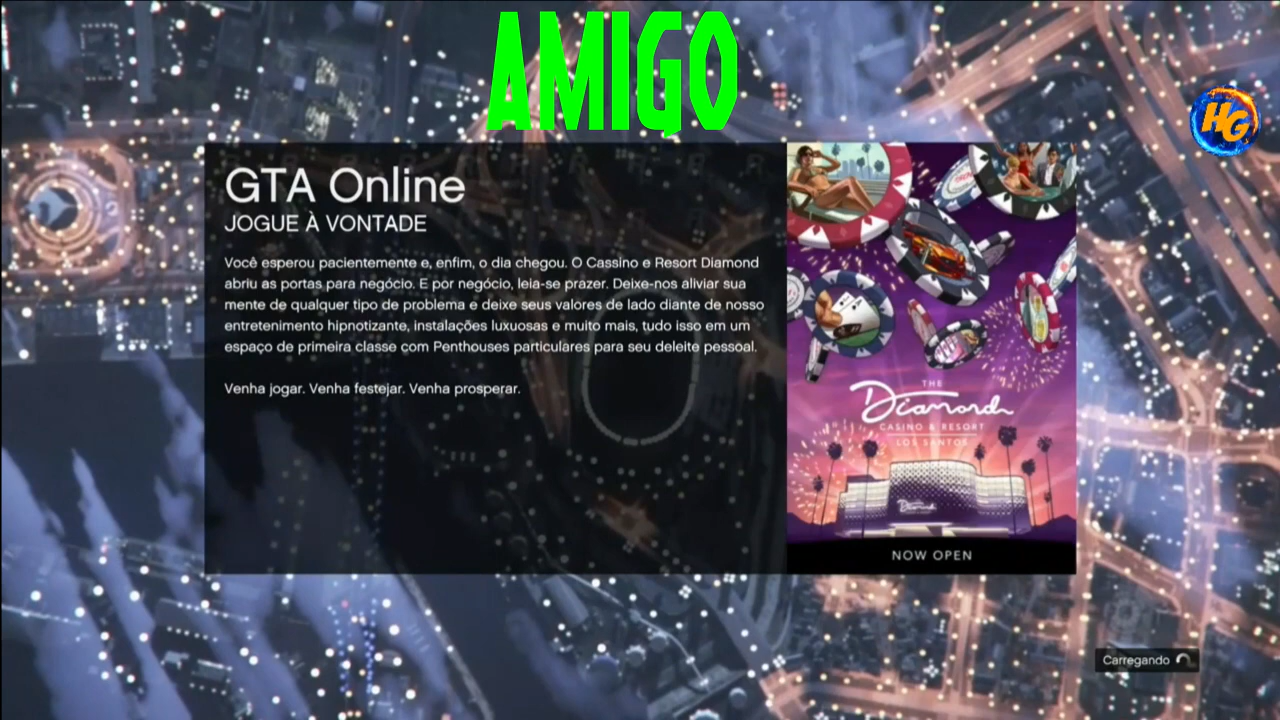 AMIGO
HG
GTA Online
JOGUE À VONTADE
Você esperou pacientemente e, enfim, o dia chegou. O Cassino e Resort Diamond
abriu as portas para negócio. E por negócio, leia-se prazer. Deixe-nos aliviar sua
mente de qualquer tipo de problema e deixe seus valores de lado diante de nosso
entretenimento hipnotizante, instalações luxuosas e muito mais, tudo isso em um
espaço de primeira classe com Penthouses particulares para seu deleite pessoal.
Venha jogar. Venha festejar. Venha prosperar.
THE
Diamond
CASINO & RESORT
LOS SANTOS
Diamond
NOW OPEN
Carregando